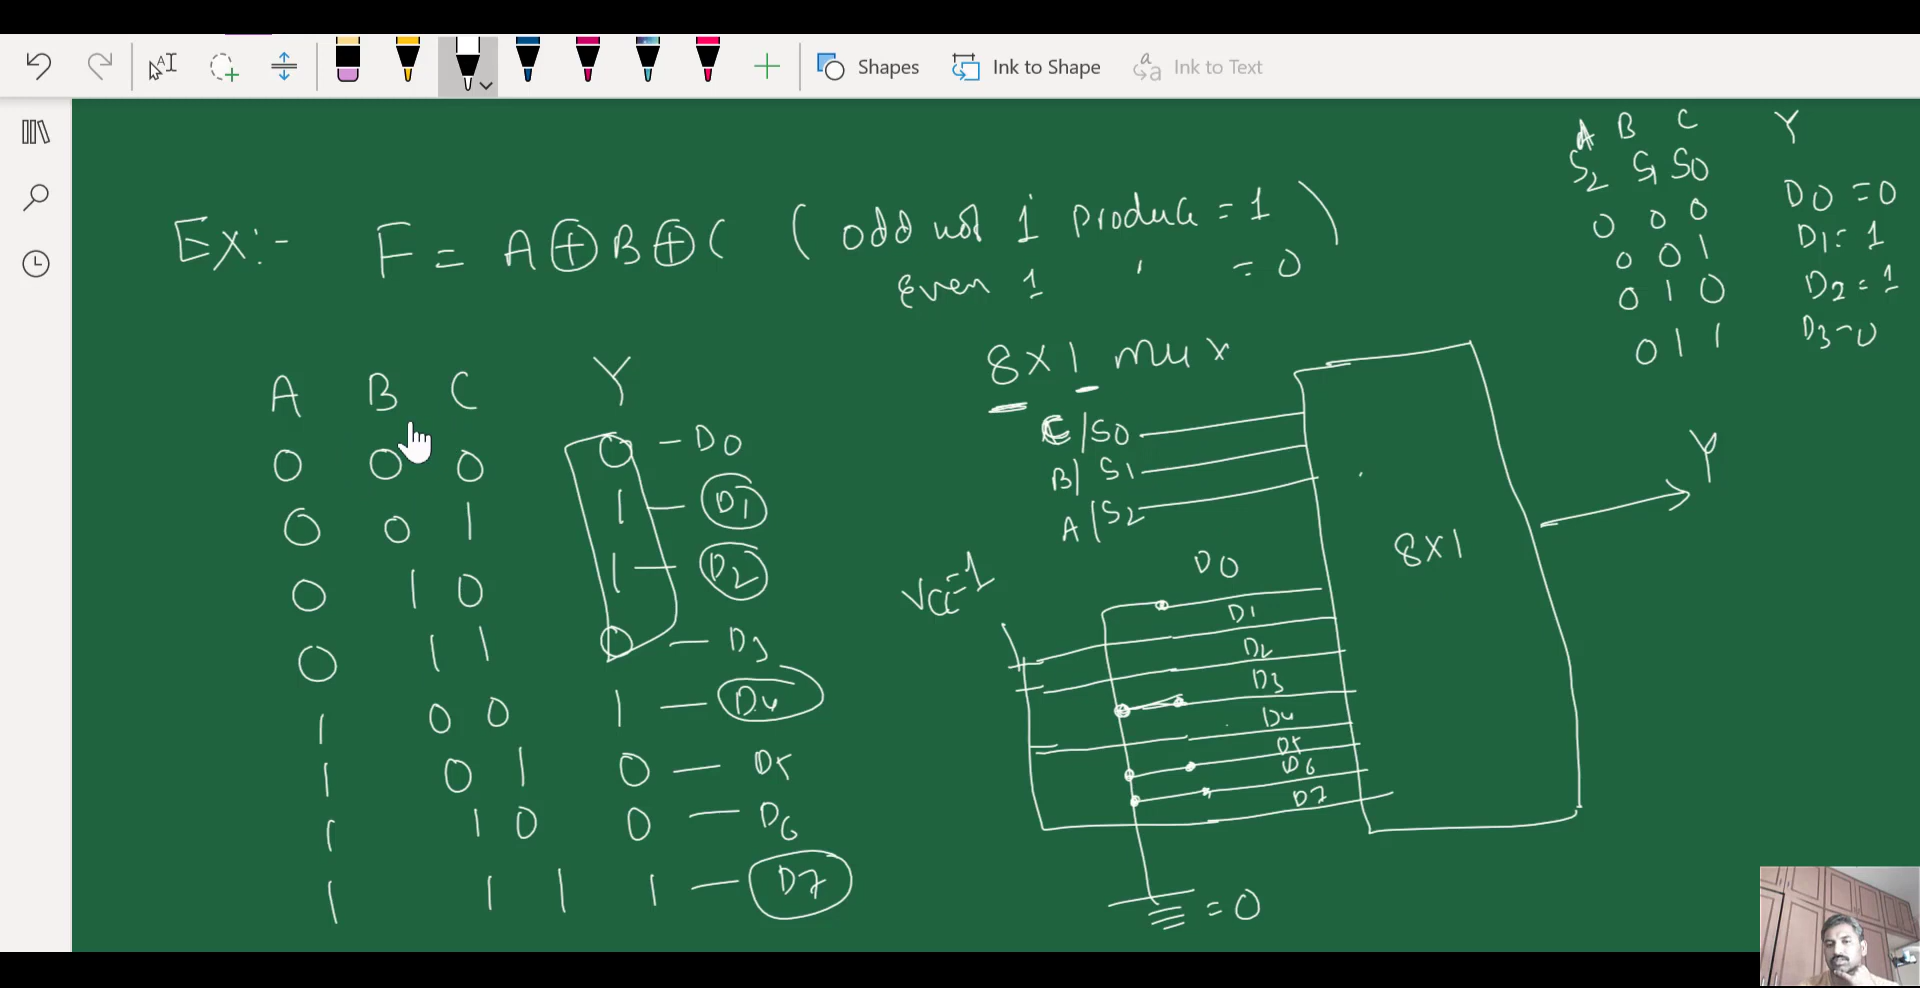 Shapes
Ink to Shape
Ink to Text
Ex:- F = A⊕B⊕C ( odd no1 1 Produce = 1 )
Even 1 ' = 0
A B C Y
S2 S1 S0
0 0 0 D0 = 0
0 0 1 D1 = 1
0 1 0 D2 = 1
0 1 1 D3 = 0
A B C Y
0 0 0 0 — D0
0 0 1 1 — D1
0 1 0 1 — D2
0 1 1 0 — D3
1 0 0 1 — D4
1 0 1 0 — D5
1 1 0 0 — D6
1 1 1 1 — D7
8X1 mux
C/S0
B/S1
A/S2
8X1
Y
Vcc=1
D0
D1
D2
D3
D4
D5
D6
D7
= 0